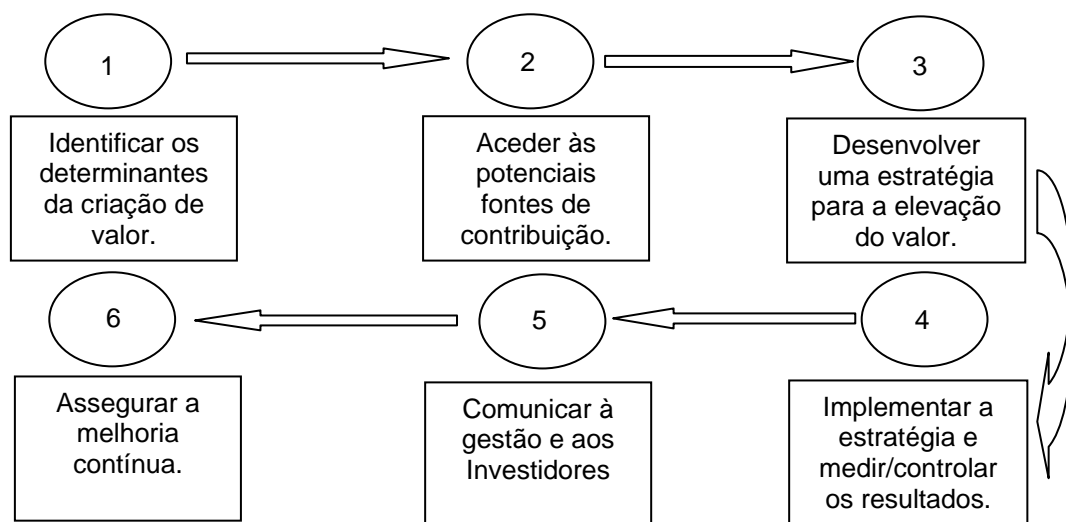 1
Identificar os
determinantes
da criação de
valor.
2
Aceder às
potenciais
fontes de
contribuição.
3
Desenvolver
uma estratégia
para a elevação
do valor.
4
Implementar a
estratégia e
medir/controlar
os resultados.
5
Comunicar à
gestão e aos
Investidores
6
Assegurar a
melhoria
contínua.